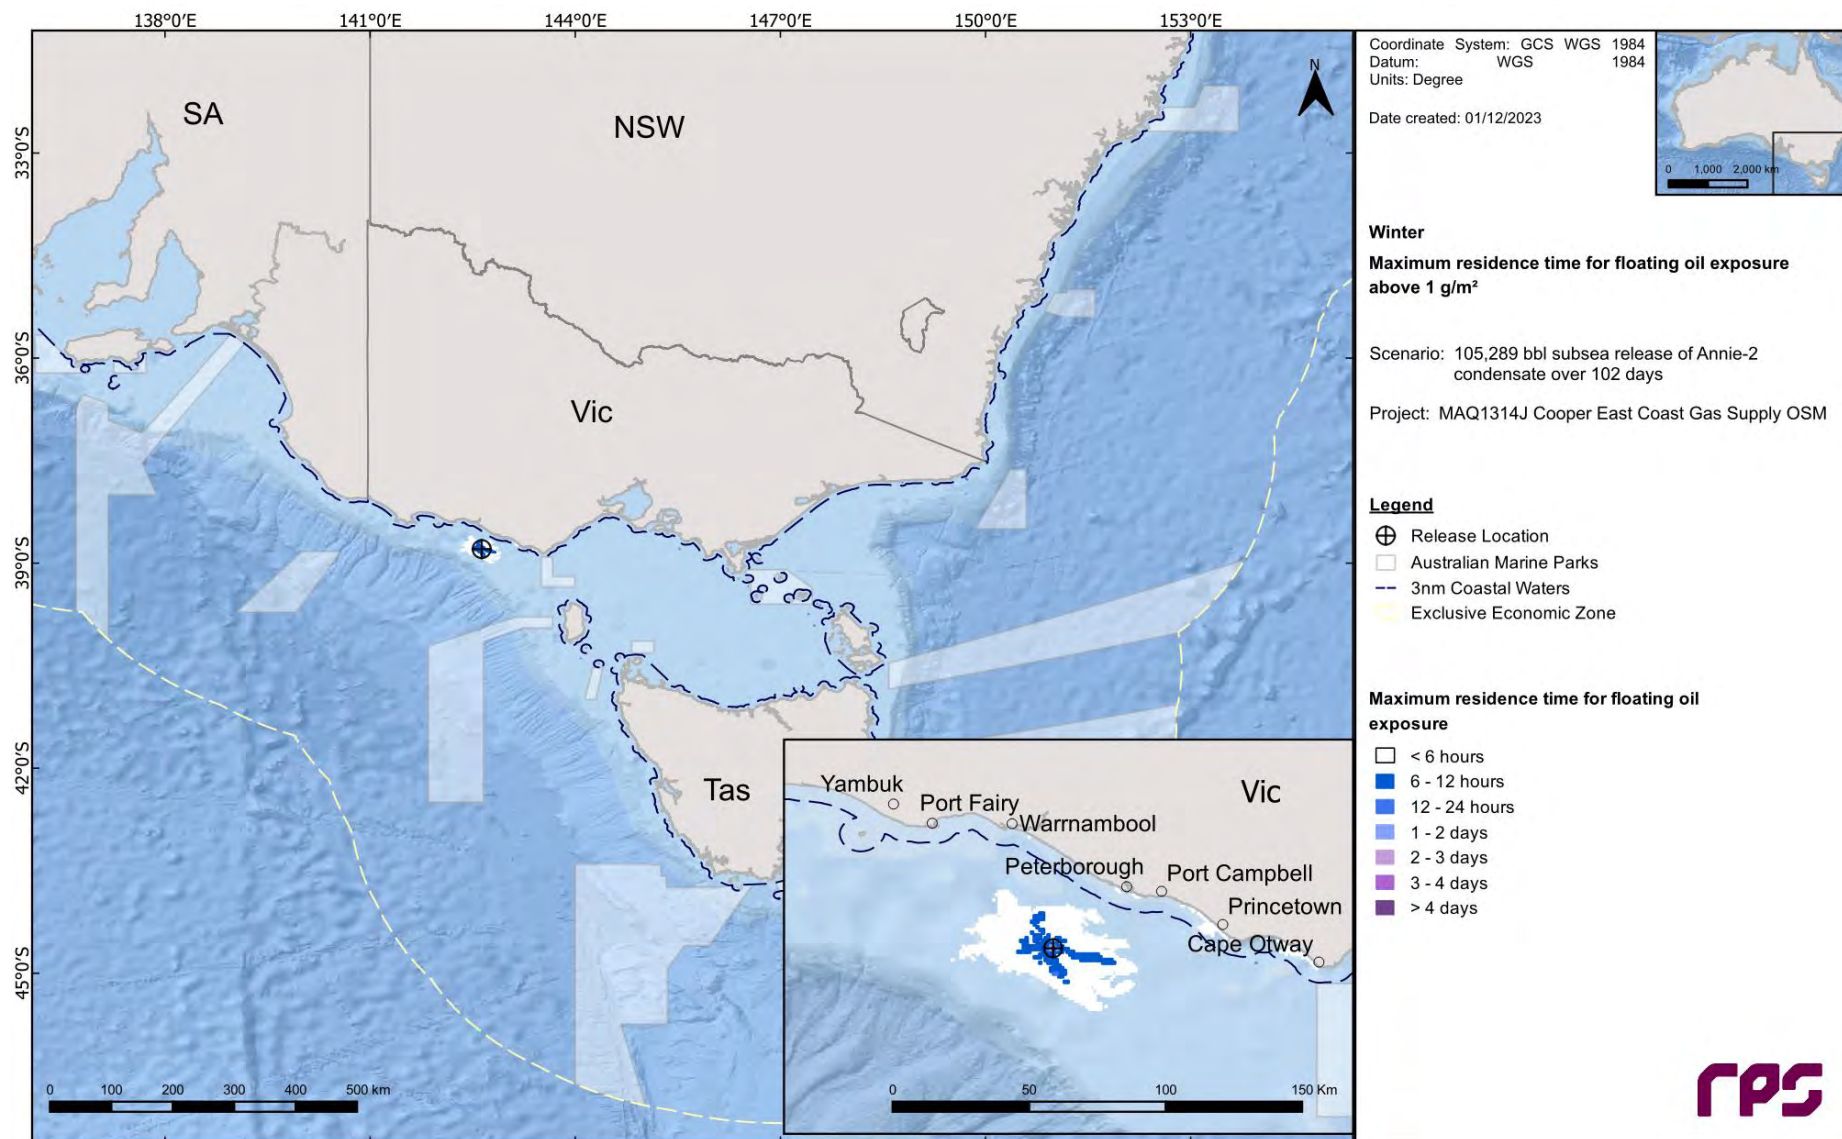 138°0'E 141°0'E 144°0'E 147°0'E 150°0'E 153°0'E
33°0'S
36°0'S
39°0'S
42°0'S
45°0'S
SA
NSW
Vic
Tas
N
0 100 200 300 400 500 km
Vic
Yambuk
Port Fairy
Warrnambool
Peterborough
Port Campbell
Princetown
Cape Otway
0 50 100 150 Km
Coordinate System: GCS WGS 1984
Datum: WGS 1984
Units: Degree
Date created: 01/12/2023
0 1,000 2,000 km
Winter
Maximum residence time for floating oil exposure
above 1 g/m²
Scenario: 105,289 bbl subsea release of Annie-2
condensate over 102 days
Project: MAQ1314J Cooper East Coast Gas Supply OSM
Legend
Release Location
Australian Marine Parks
3nm Coastal Waters
Exclusive Economic Zone
Maximum residence time for floating oil
exposure
< 6 hours
6 - 12 hours
12 - 24 hours
1 - 2 days
2 - 3 days
3 - 4 days
> 4 days
rps